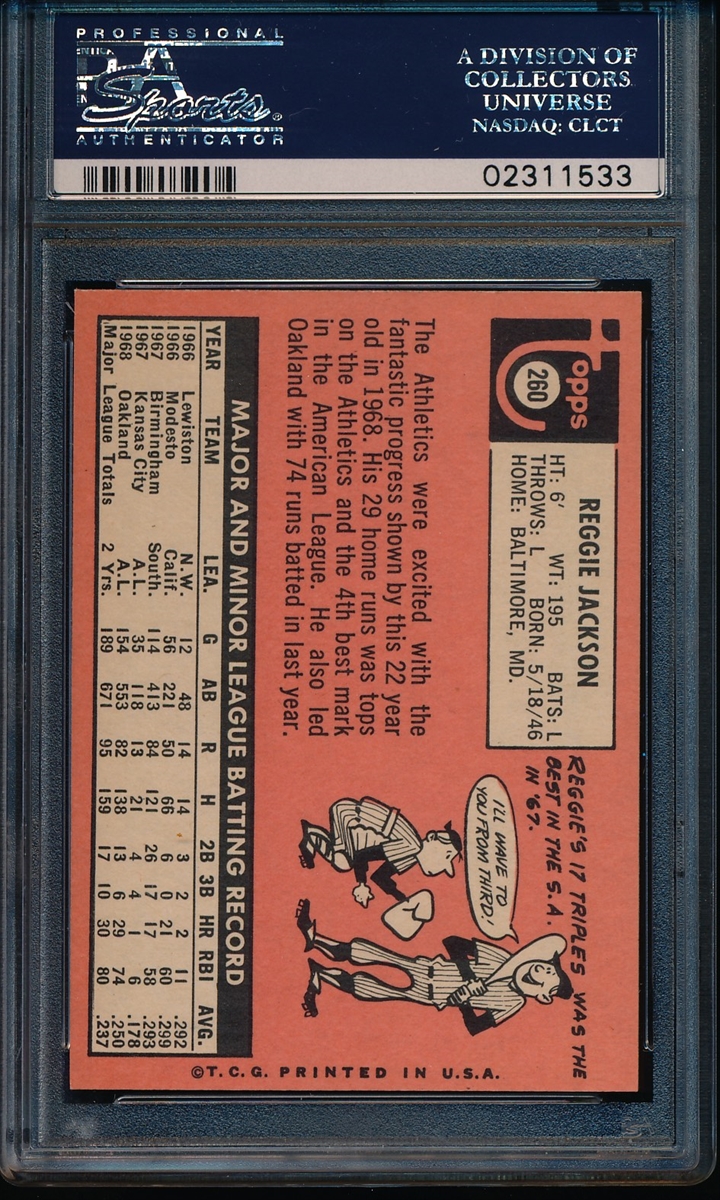 PROFESSIONAL
PSA
Sports®
AUTHENTICATOR
A DIVISION OF
COLLECTORS
UNIVERSE
NASDAQ: CLCT
02311533
Topps
260
REGGIE JACKSON
HT: 6' WT: 195 BATS: L
THROWS: L BORN: 5/18/46
HOME: BALTIMORE, MD.
REGGIE'S 17 TRIPLES WAS THE
BEST IN THE S.A.
IN '67.
I'LL WAVE TO
YOU FROM THIRD!
The Athletics were excited with the
fantastic progress shown by this 22 year
old in 1968. His 29 home runs was tops
on the Athletics and the 4th best mark
in the American League. He also led
Oakland with 74 runs batted in last year.
MAJOR AND MINOR LEAGUE BATTING RECORD
YEAR TEAM LEA. G AB R H 2B 3B HR RBI AVG.
1966 Lewiston N.W. 12 48 14 14 3 2 2 11 .292
1966 Modesto Calif. 56 221 50 66 6 0 21 60 .299
1967 Birmingham South. 114 413 84 121 26 17 17 58 .293
1967 Kansas City A.L. 35 118 13 21 4 4 1 6 .178
1968 Oakland A.L. 154 553 82 138 13 6 29 74 .250
Major League Totals 2 Yrs. 189 671 95 159 17 10 30 80 .237
©T.C.G. PRINTED IN U.S.A.